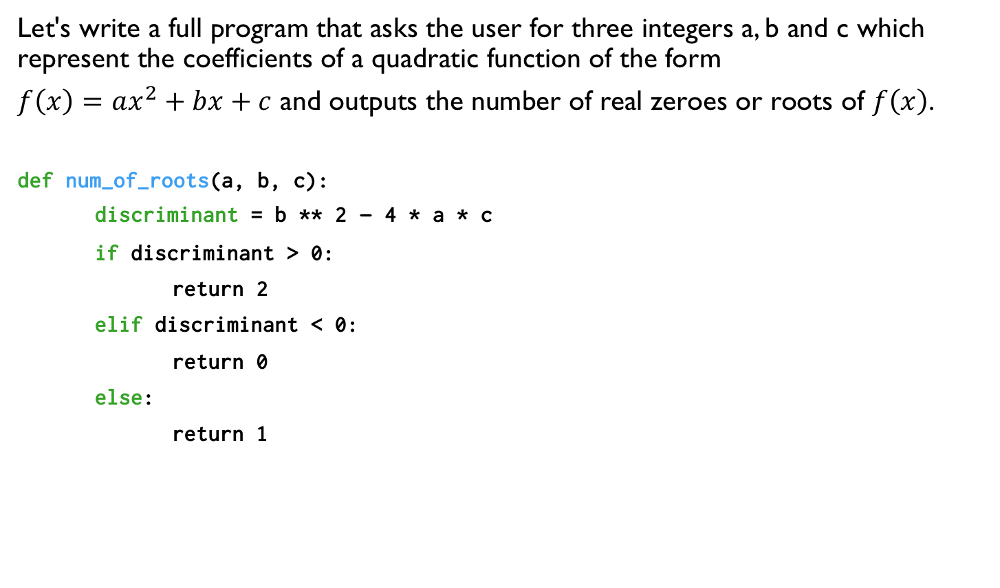 Let's write a full program that asks the user for three integers a, b and c which
represent the coefficients of a quadratic function of the form
𝑓(𝑥) = 𝑎𝑥² + 𝑏𝑥 + 𝑐 and outputs the number of real zeroes or roots of 𝑓(𝑥).
def num_of_roots(a, b, c):
discriminant = b ** 2 – 4 * a * c
if discriminant > 0:
return 2
elif discriminant < 0:
return 0
else:
return 1